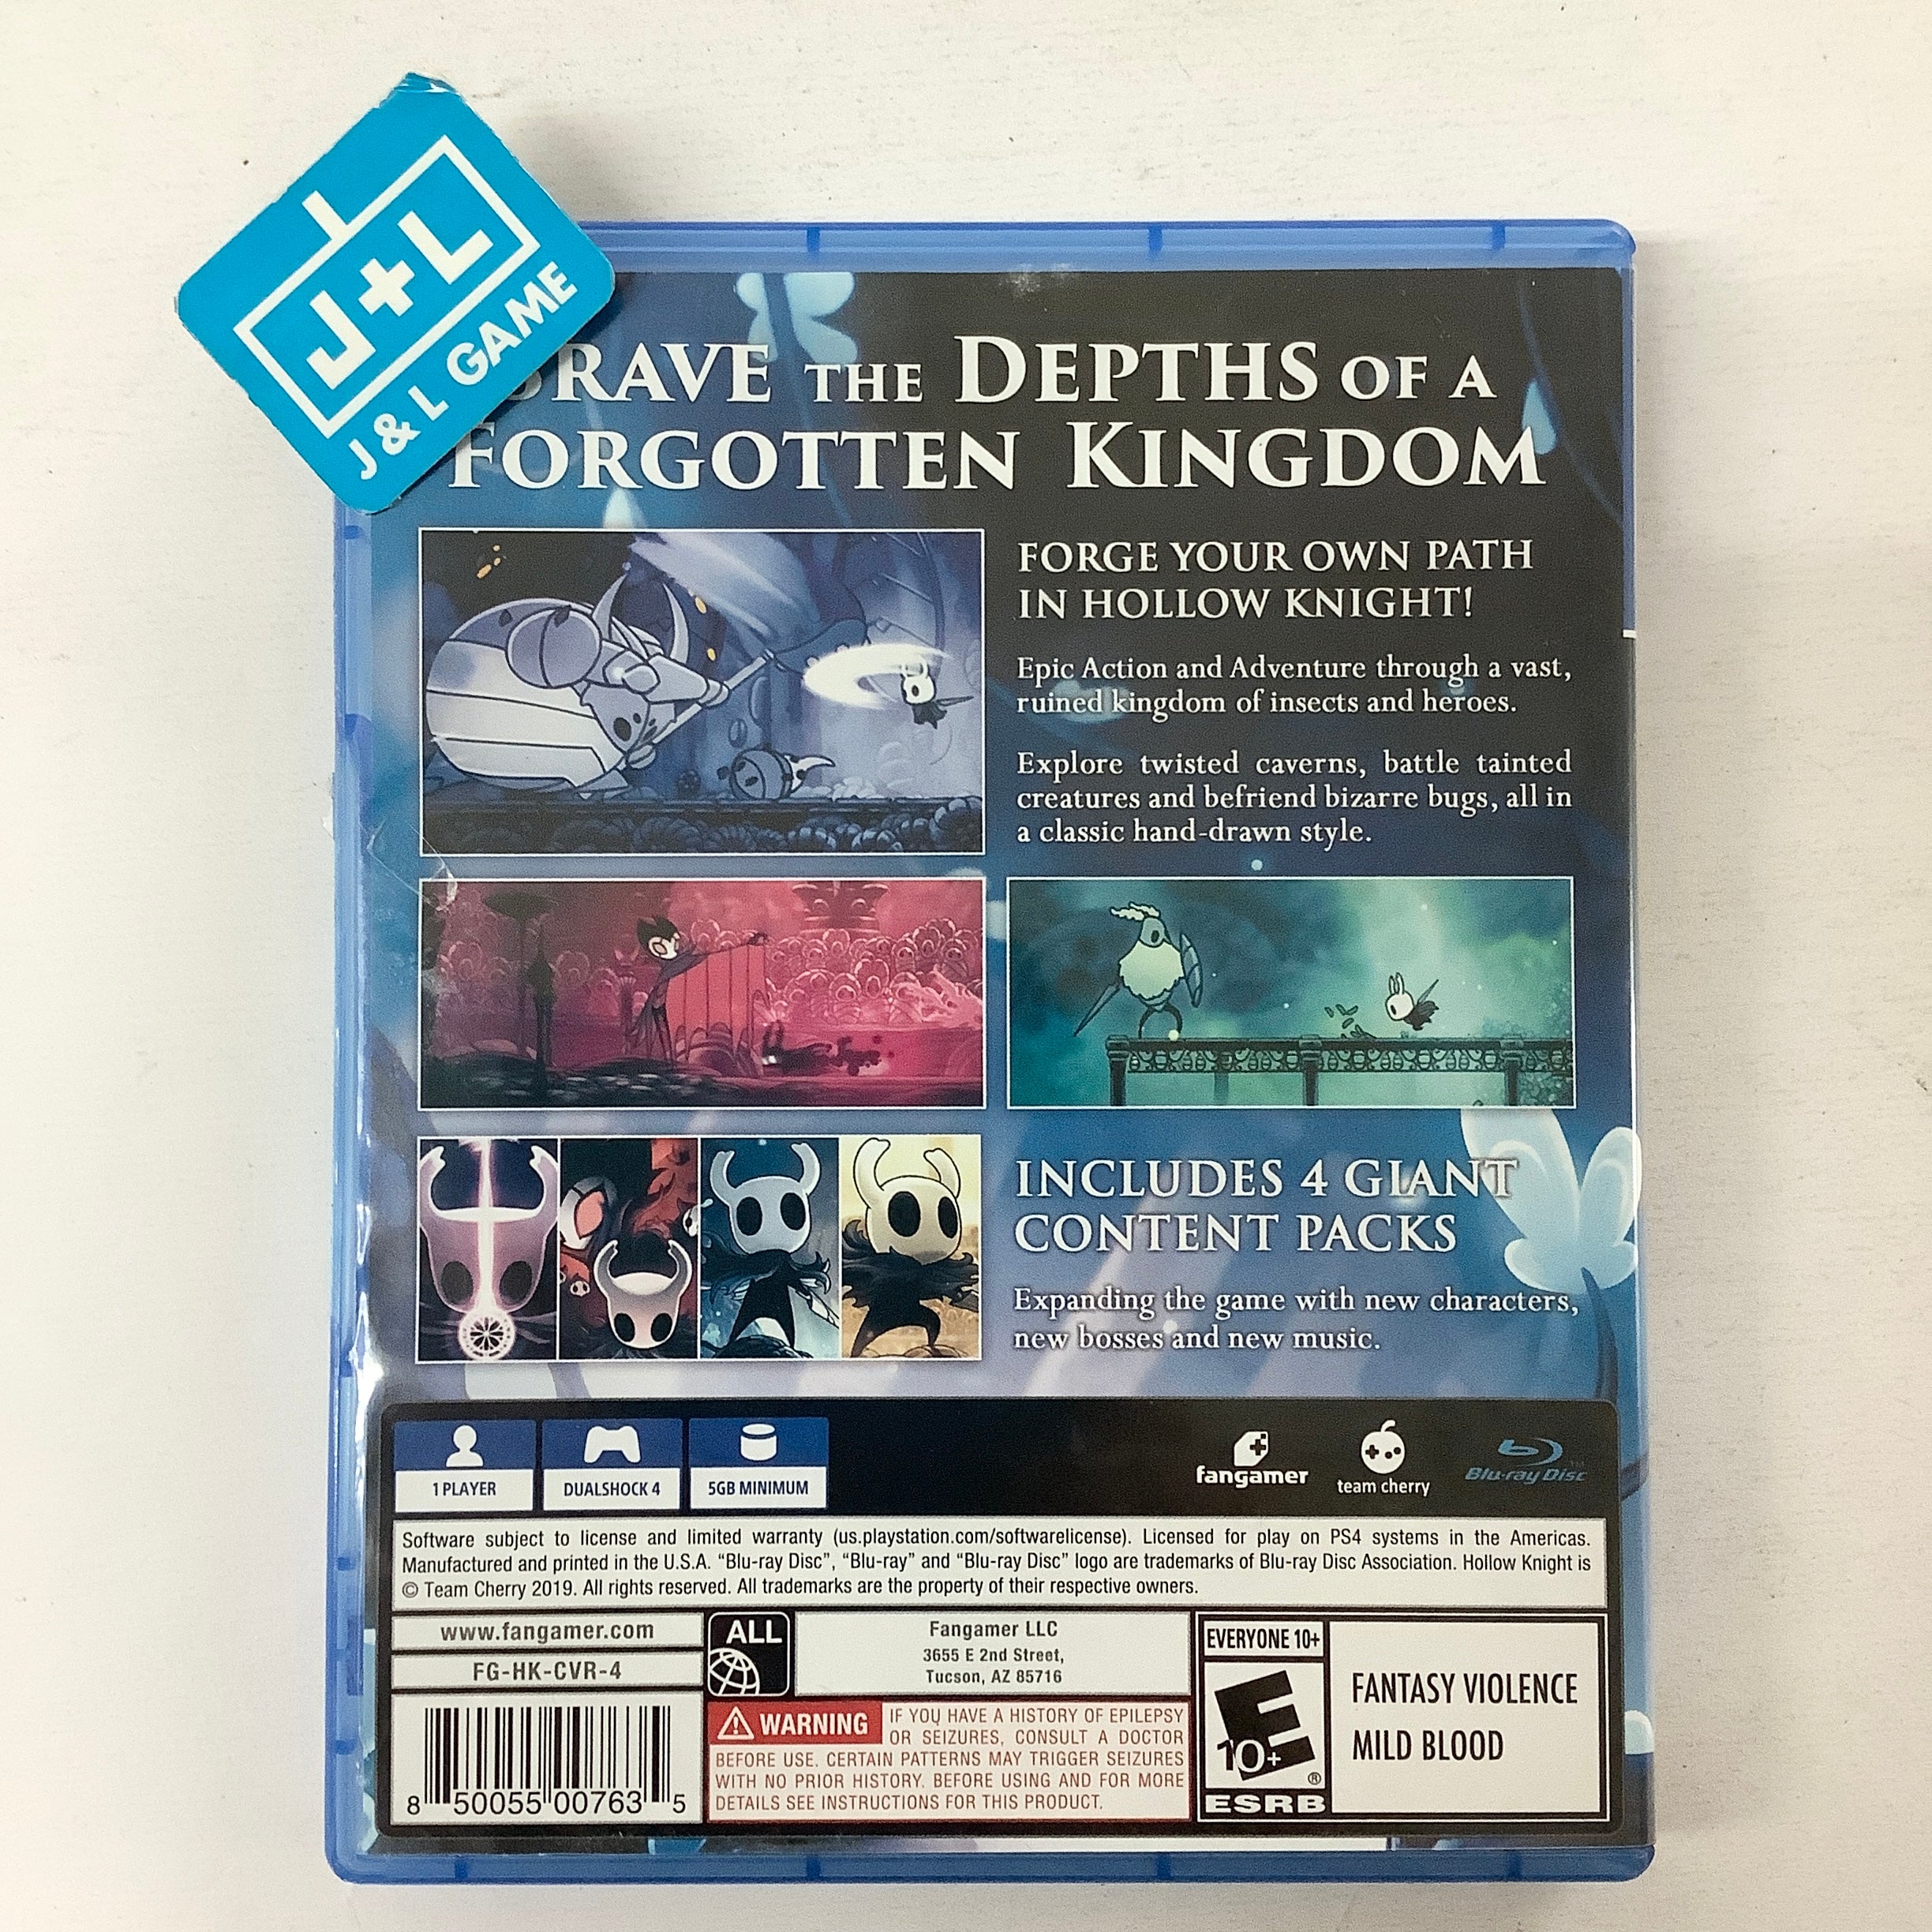 J+L
J & L GAME
BRAVE THE DEPTHS OF A
FORGOTTEN KINGDOM
FORGE YOUR OWN PATH
IN HOLLOW KNIGHT!
Epic Action and Adventure through a vast,
ruined kingdom of insects and heroes.
Explore twisted caverns, battle tainted
creatures and befriend bizarre bugs, all in
a classic hand-drawn style.
INCLUDES 4 GIANT
CONTENT PACKS
Expanding the game with new characters,
new bosses and new music.
1 PLAYER
DUALSHOCK 4
5GB MINIMUM
fangamer
team cherry
Blu-ray Disc™
Software subject to license and limited warranty (us.playstation.com/softwarelicense). Licensed for play on PS4 systems in the Americas.
Manufactured and printed in the U.S.A. “Blu-ray Disc”, “Blu-ray” and “Blu-ray Disc” logo are trademarks of Blu-ray Disc Association. Hollow Knight is
© Team Cherry 2019. All rights reserved. All trademarks are the property of their respective owners.
www.fangamer.com
FG-HK-CVR-4
8 50055 00763 5
ALL
Fangamer LLC
3655 E 2nd Street,
Tucson, AZ 85716
WARNING IF YOU HAVE A HISTORY OF EPILEPSY
OR SEIZURES, CONSULT A DOCTOR
BEFORE USE. CERTAIN PATTERNS MAY TRIGGER SEIZURES
WITH NO PRIOR HISTORY. BEFORE USING AND FOR MORE
DETAILS SEE INSTRUCTIONS FOR THIS PRODUCT.
EVERYONE 10+
E
10+
®
ESRB
FANTASY VIOLENCE
MILD BLOOD